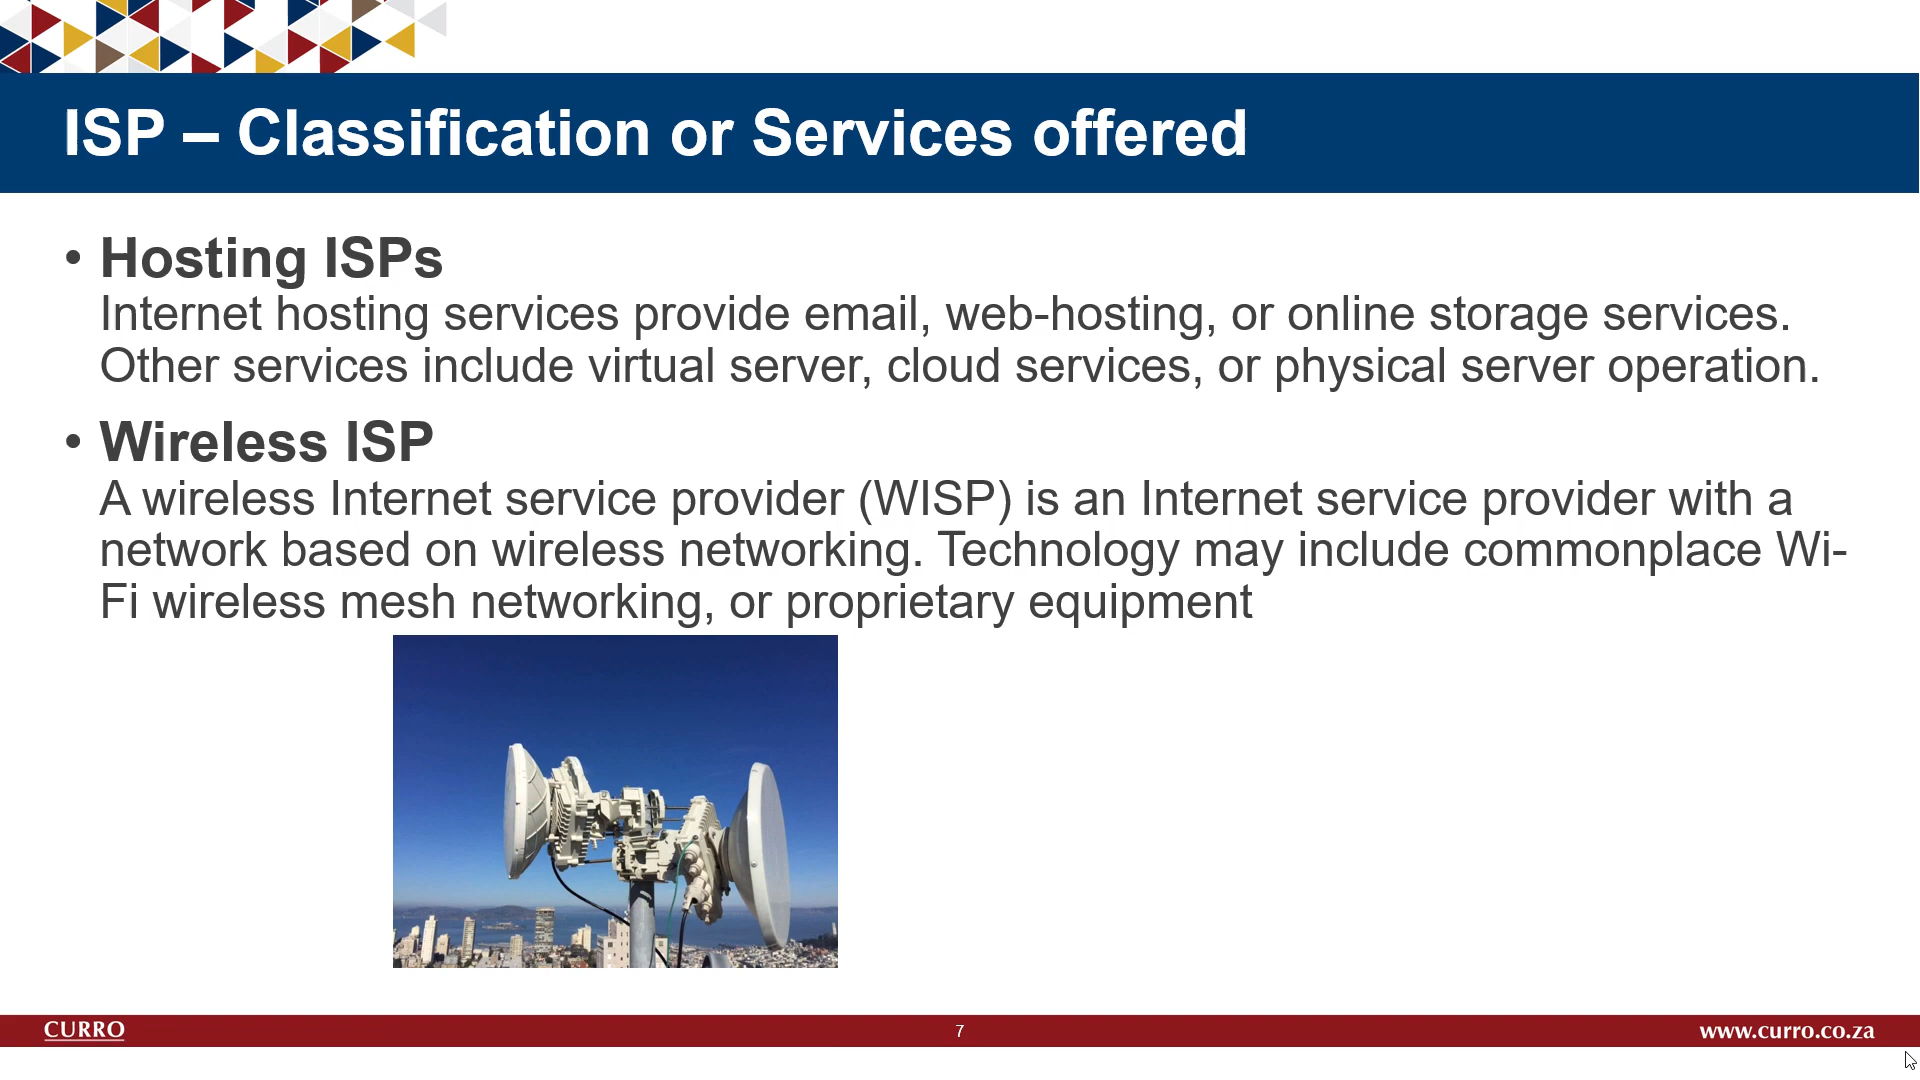 ISP – Classification or Services offered
• Hosting ISPs
Internet hosting services provide email, web-hosting, or online storage services.
Other services include virtual server, cloud services, or physical server operation.
• Wireless ISP
A wireless Internet service provider (WISP) is an Internet service provider with a
network based on wireless networking. Technology may include commonplace Wi-
Fi wireless mesh networking, or proprietary equipment
CURRO
7
www.curro.co.za